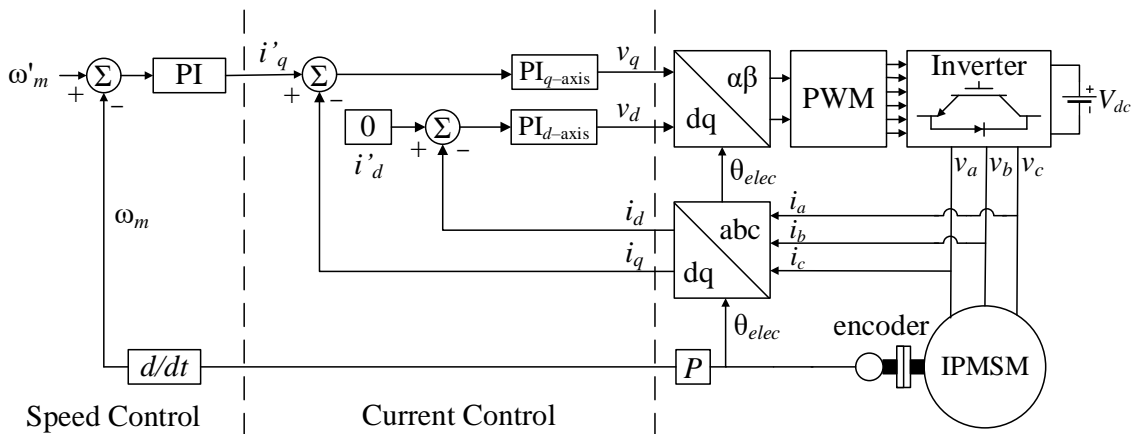 ω'm + − Σ PI i'q Σ + − PIq–axis vq αβ dq PWM Inverter + Vdc
0 i'd + − Σ PId–axis vd
va vb vc
θelec
ωm
id iq abc dq ia ib ic
θelec
encoder
d/dt P IPMSM
Speed Control Current Control